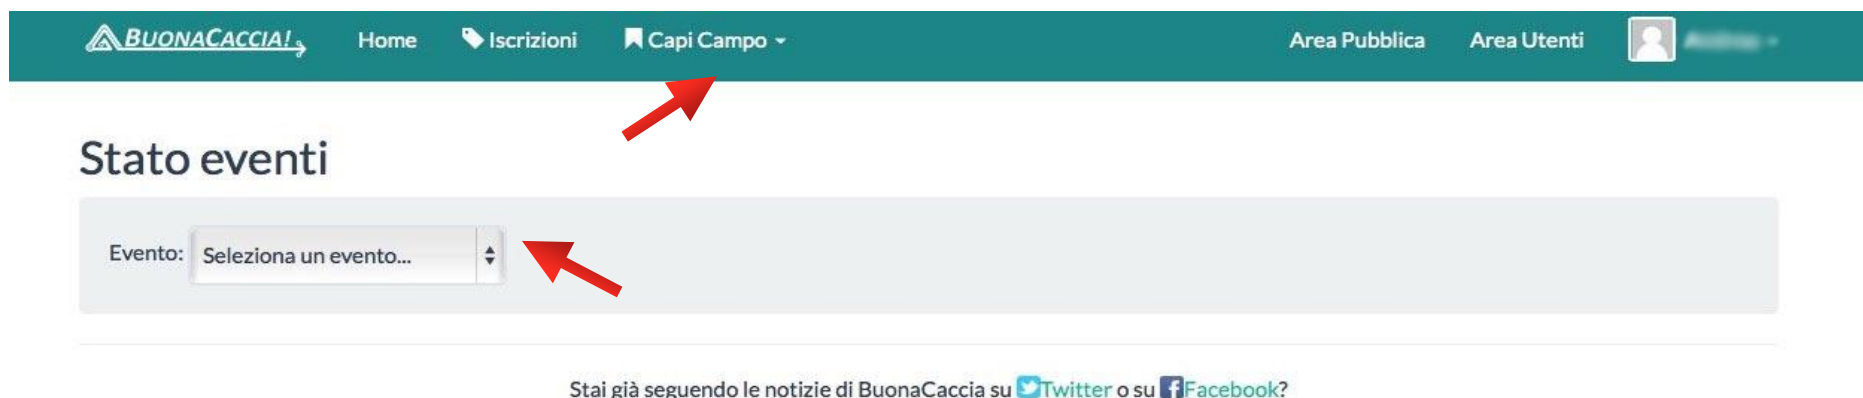 BUONACACCIA! Home Iscrizioni Capi Campo Area Pubblica Area Utenti
Stato eventi
Evento: Seleziona un evento...
Stai già seguendo le notizie di BuonaCaccia su Twitter o su Facebook?